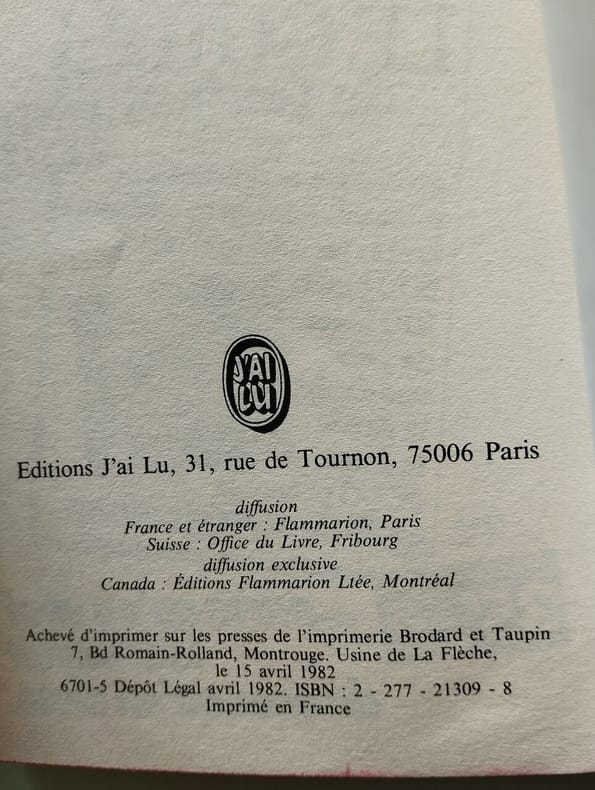 J'AI
LU
Editions J'ai Lu, 31, rue de Tournon, 75006 Paris
diffusion
France et étranger : Flammarion, Paris
Suisse : Office du Livre, Fribourg
diffusion exclusive
Canada : Éditions Flammarion Ltée, Montréal
Achevé d'imprimer sur les presses de l'imprimerie Brodard et Taupin
7, Bd Romain-Rolland, Montrouge. Usine de La Flèche,
le 15 avril 1982
6701-5 Dépôt Légal avril 1982. ISBN : 2 - 277 - 21309 - 8
Imprimé en France